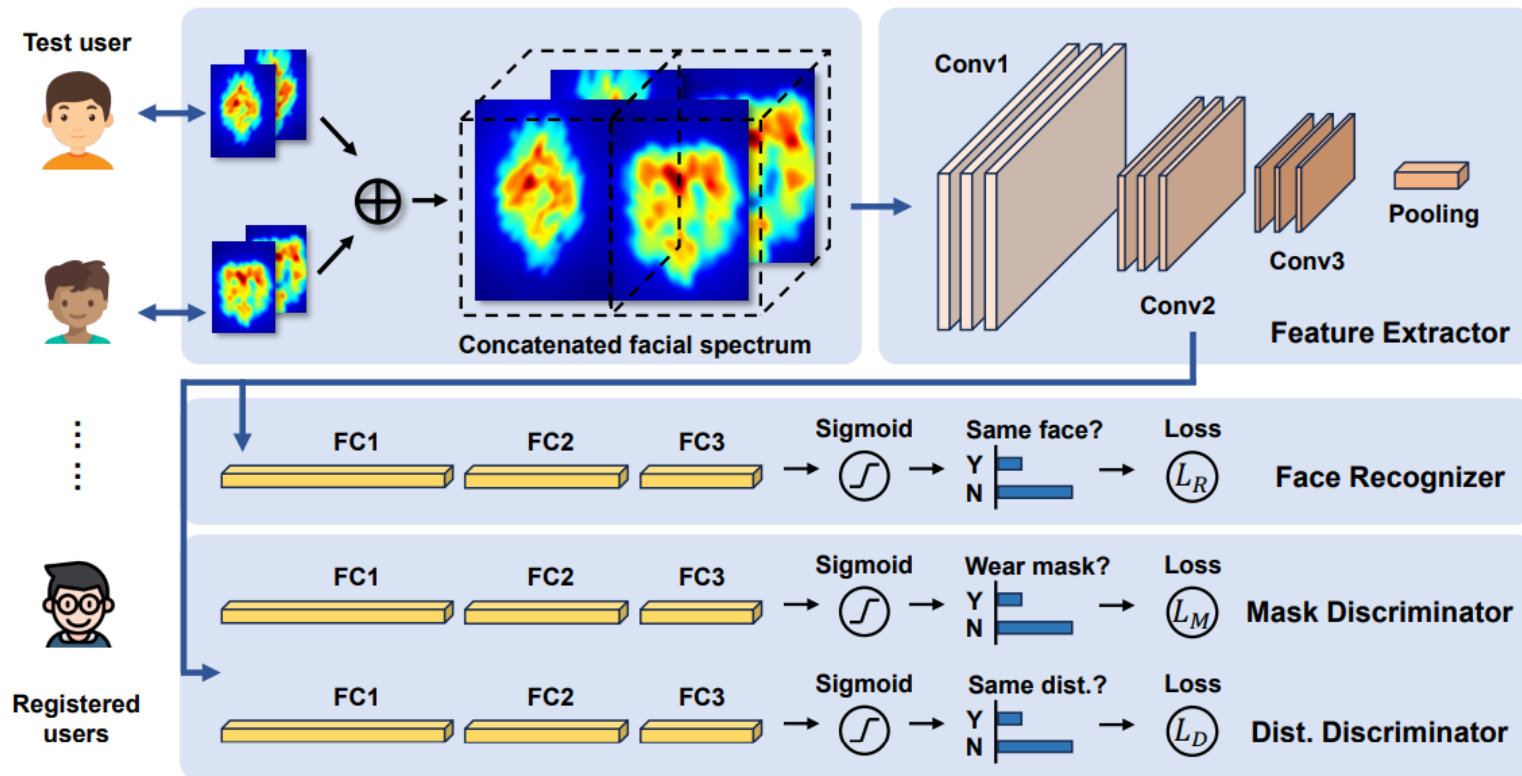 Test user
Concatenated facial spectrum
Conv1
Conv2
Conv3
Pooling
Feature Extractor
FC1 FC2 FC3 Sigmoid Same face? Loss
Y
N
L_R
Face Recognizer
FC1 FC2 FC3 Sigmoid Wear mask? Loss
Y
N
L_M
Mask Discriminator
FC1 FC2 FC3 Sigmoid Same dist.? Loss
Y
N
L_D
Dist. Discriminator
Registered
users